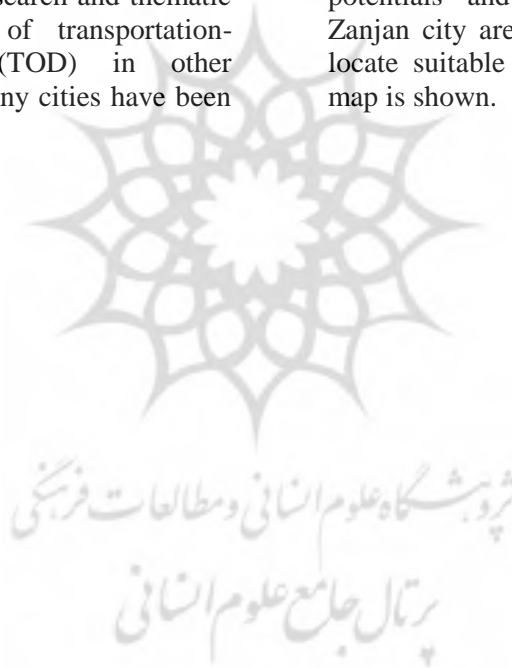 search and thematic
of transportation-
(TOD) in other
ny cities have been
potentials and
Zanjan city are
locate suitable
map is shown.
پژوهشگاه علوم انسانی و مطالعات فرهنگی
پرتال جامع علوم انسانی